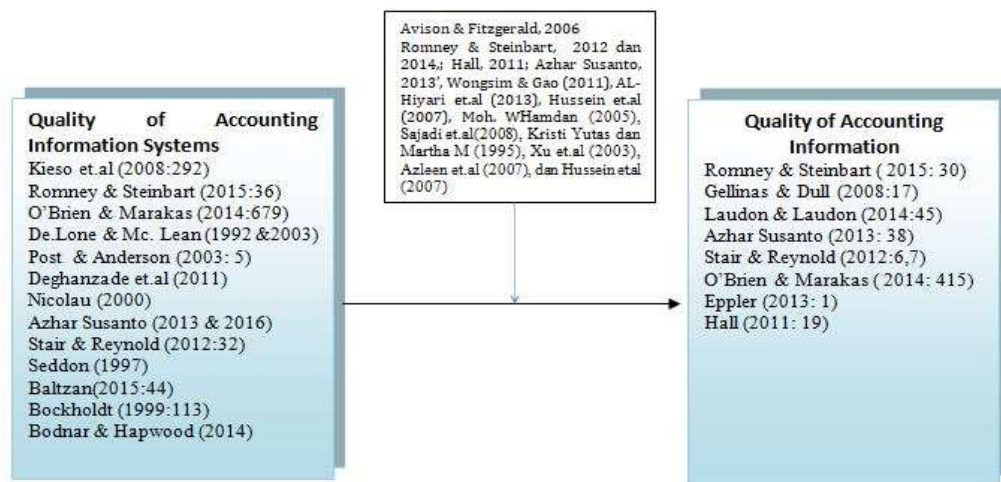 Avison & Fitzgerald, 2006
Romney & Steinbart, 2012 dan
2014,; Hall, 2011; Azhar Susanto,
2013', Wongsim & Gao (2011), AL-
Hiyari et.al (2013), Hussein et.al
(2007), Moh. WHamdan (2005),
Sajadi et.al(2008), Kristi Yutas dan
Martha M (1995), Xu et.al (2003),
Azleen et.al (2007), dan Hussein etal
(2007)
Quality of Accounting
Information Systems
Kieso et.al (2008:292)
Romney & Steinbart (2015:36)
O'Brien & Marakas (2014:679)
De.Lone & Mc. Lean (1992 &2003)
Post & Anderson (2003: 5)
Deghanzade et.al (2011)
Nicolau (2000)
Azhar Susanto (2013 & 2016)
Stair & Reynold (2012:32)
Seddon (1997)
Baltzan(2015:44)
Bockholdt (1999:113)
Bodnar & Hapwood (2014)
Quality of Accounting
Information
Romney & Steinbart ( 2015: 30)
Gellinas & Dull (2008:17)
Laudon & Laudon (2014:45)
Azhar Susanto (2013: 38)
Stair & Reynold (2012:6,7)
O'Brien & Marakas ( 2014: 415)
Eppler (2013: 1)
Hall (2011: 19)